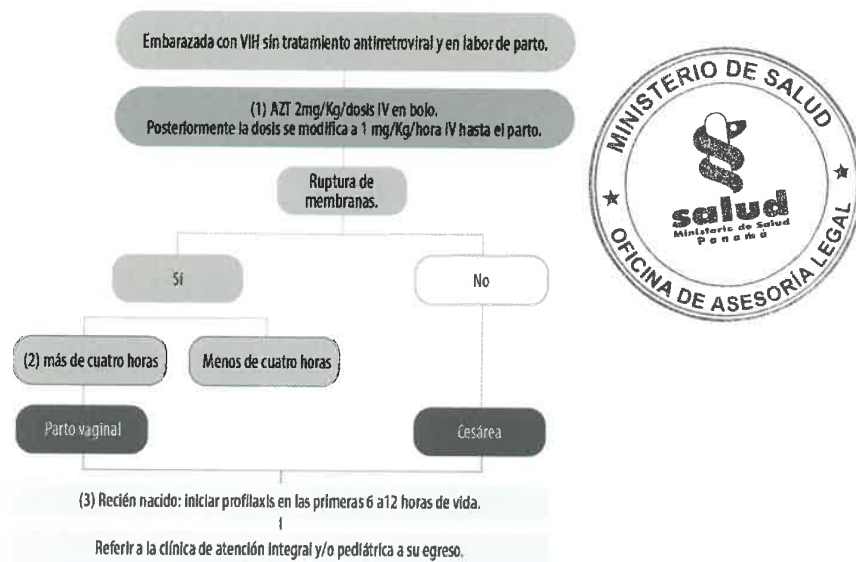 Embarazada con VIH sin tratamiento antirretroviral y en labor de parto.
(1) AZT 2mg/Kg/dosis IV en bolo.
Posteriormente la dosis se modifica a 1 mg/Kg/hora IV hasta el parto.
Ruptura de
membranas.
Sí
No
(2) más de cuatro horas
Menos de cuatro horas
Parto vaginal
Cesárea
(3) Recién nacido: iniciar profilaxis en las primeras 6 a12 horas de vida.
Referir a la clínica de atención integral y/o pediátrica a su egreso.
MINISTERIO DE SALUD
salud
Ministerio de Salud
Panamá
OFICINA DE ASESORÍA LEGAL